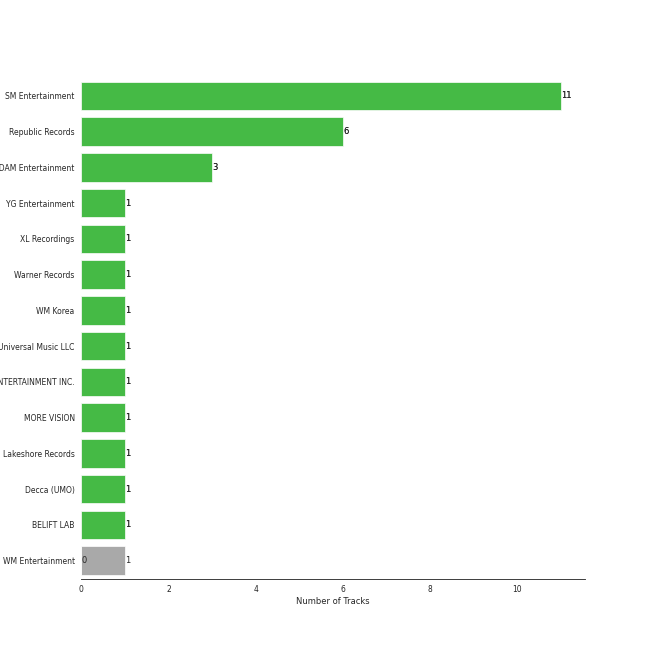 SM Entertainment 11
Republic Records 6
DAM Entertainment 3
YG Entertainment 1
XL Recordings 1
Warner Records 1
WM Korea 1
Universal Music LLC 1
INC. 1
MORE VISION 1
Lakeshore Records 1
Decca (UMO) 1
BELIFT LAB 1
WM Entertainment 0 1
0 2 4 6 8 10
Number of Tracks